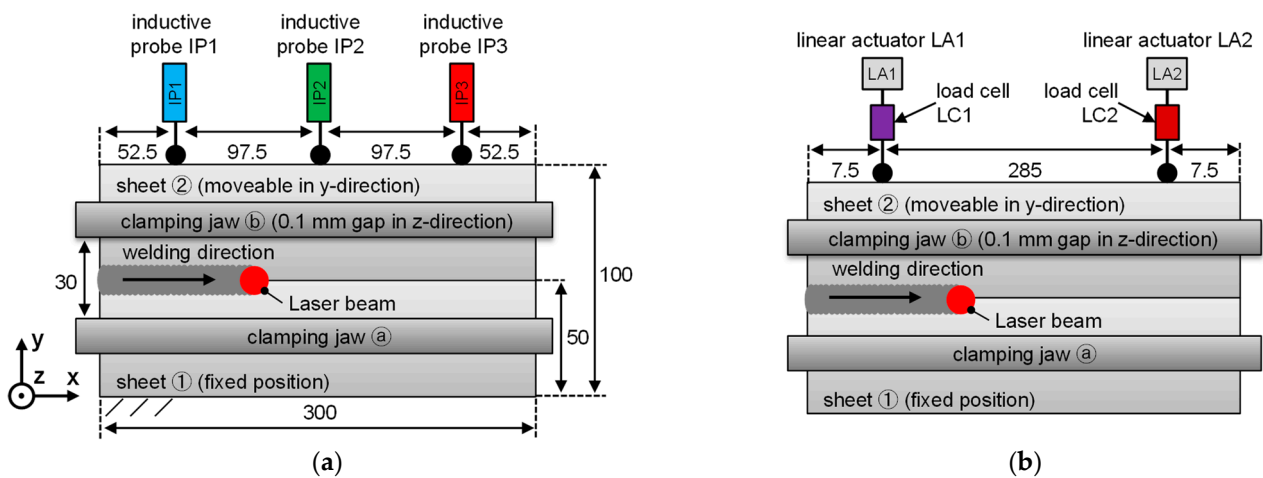 inductive probe IP1
inductive probe IP2
inductive probe IP3
IP1
IP2
IP3
52.5
97.5
97.5
52.5
sheet ② (moveable in y-direction)
clamping jaw ⓑ (0.1 mm gap in z-direction)
welding direction
30
100
Laser beam
50
clamping jaw ⓐ
y
z
x
sheet ① (fixed position)
300
(a)
linear actuator LA1
linear actuator LA2
LA1
LA2
load cell
LC1
load cell
LC2
7.5
285
7.5
sheet ② (moveable in y-direction)
clamping jaw ⓑ (0.1 mm gap in z-direction)
welding direction
Laser beam
clamping jaw ⓐ
sheet ① (fixed position)
(b)